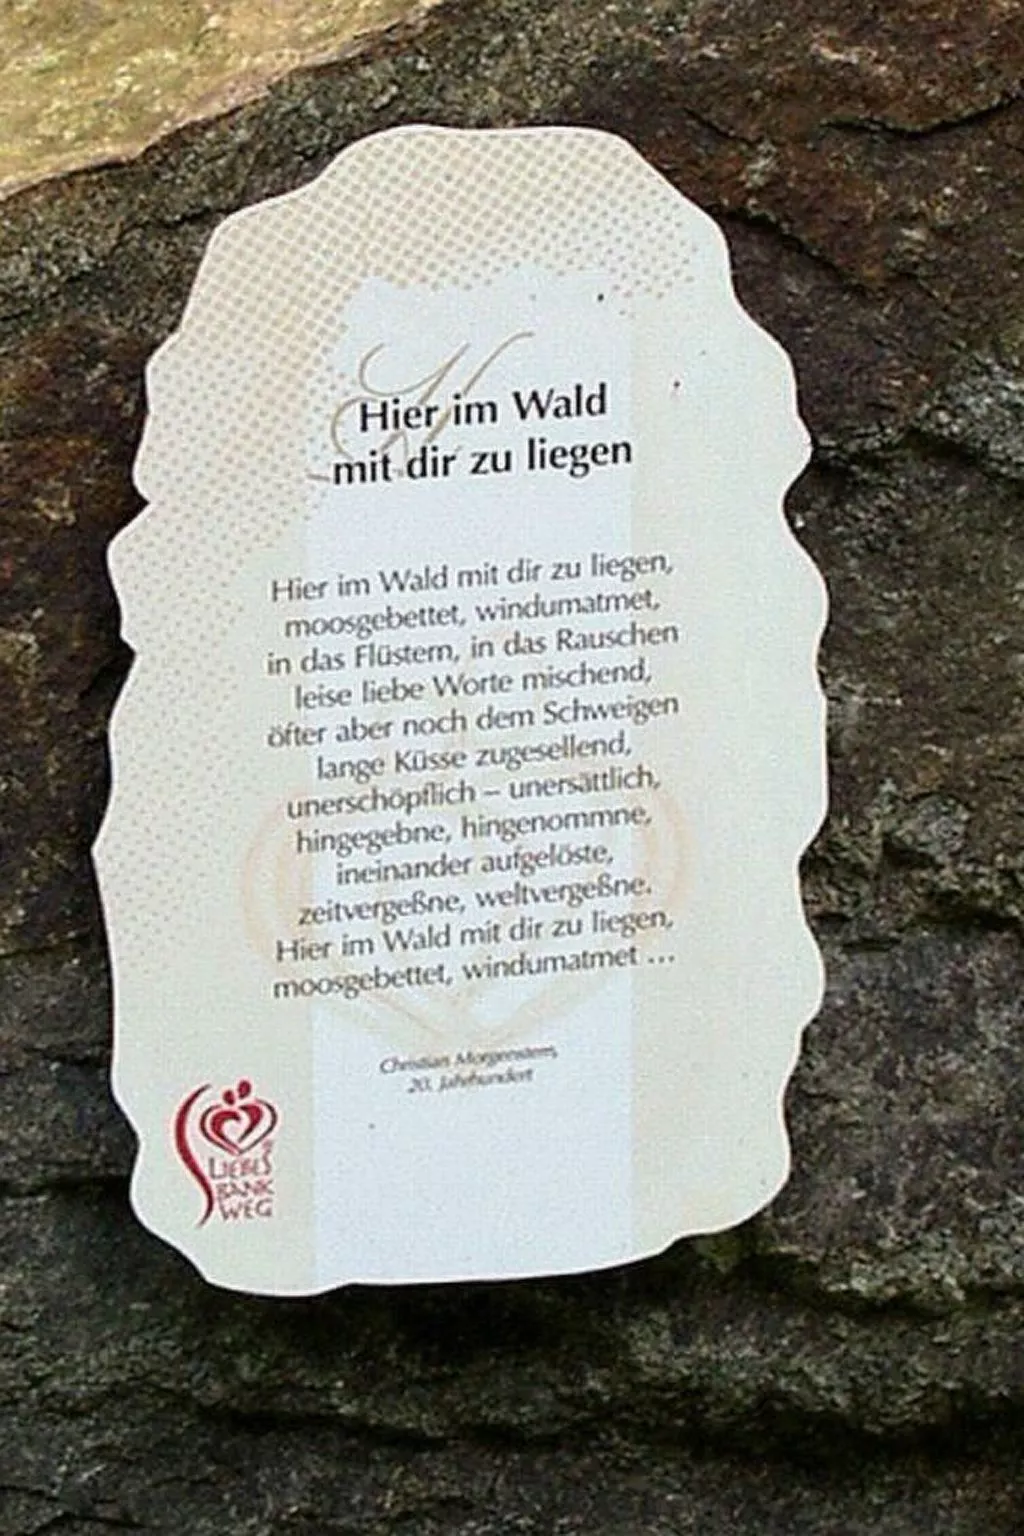 Hier im Wald
mit dir zu liegen
Hier im Wald mit dir zu liegen,
moosgebettet, windumatmet,
in das Flüstern, in das Rauschen
leise liebe Worte mischend,
öfter aber noch dem Schweigen
lange Küsse zugesellend,
unerschöpflich – unersättlich,
hingegebne, hingenommne,
ineinander aufgelöste,
zeitvergeßne, weltvergeßne.
Hier im Wald mit dir zu liegen,
moosgebettet, windumatmet ...
Christian Morgenstern,
20. Jahrhundert
LIEBES
BANK
WEG